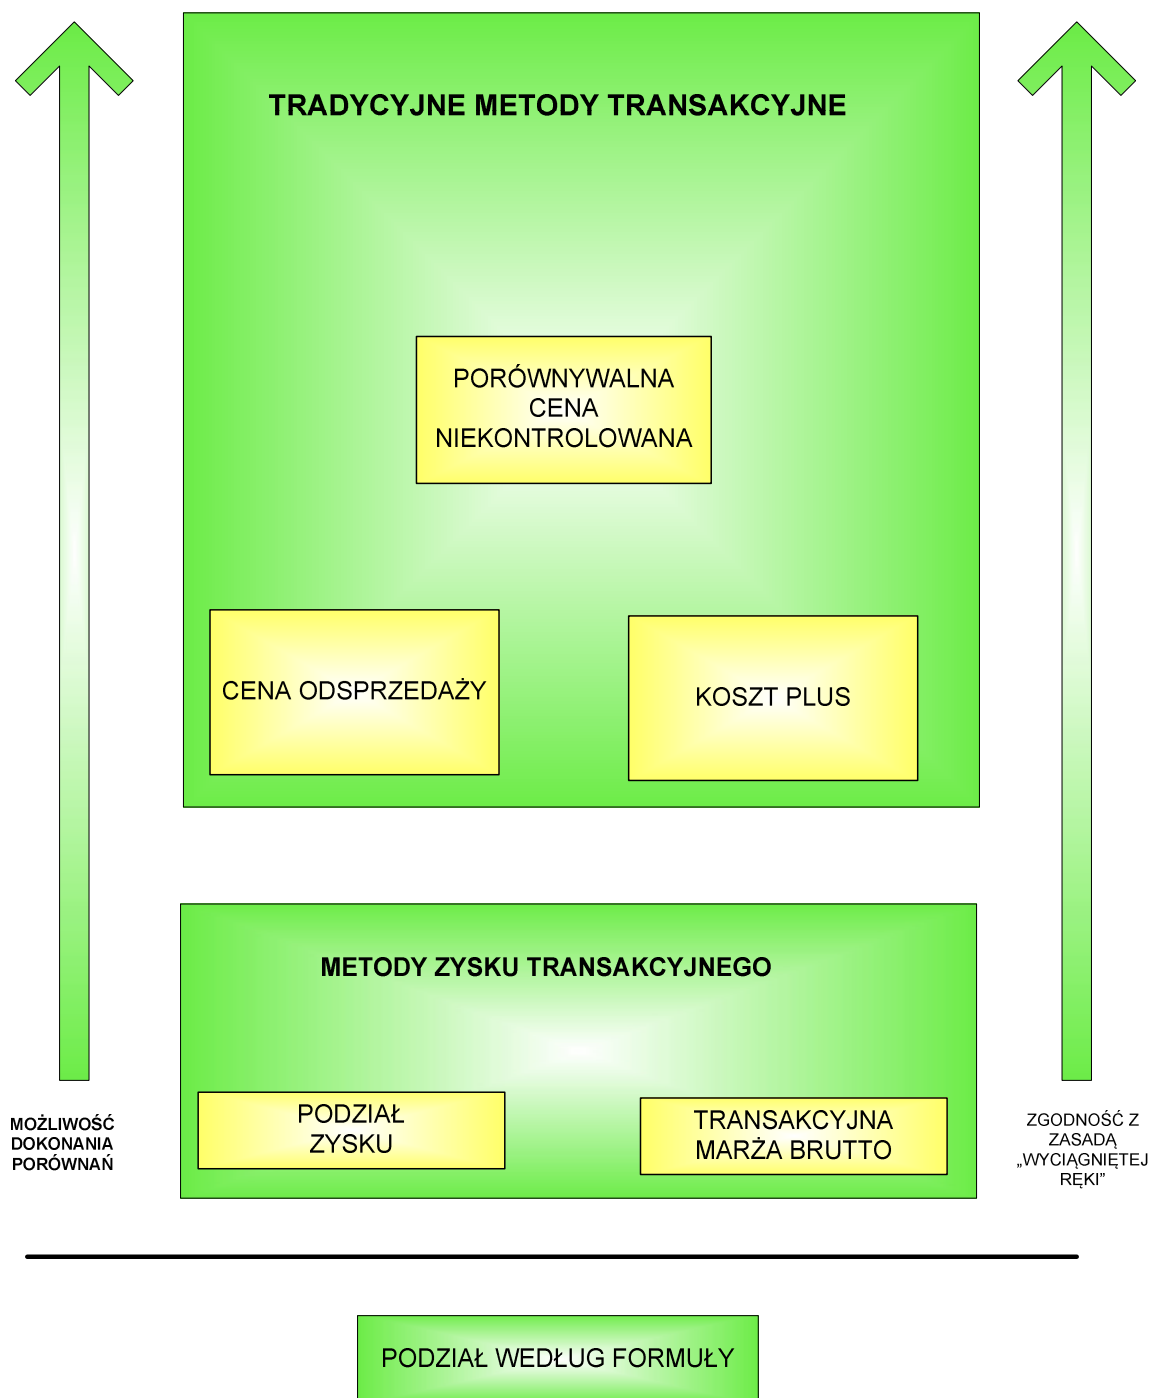 TRADYCYJNE METODY TRANSAKCYJNE
PORÓWNYWALNA
CENA
NIEKONTROLOWANA
CENA ODSPRZEDAŻY
KOSZT PLUS
METODY ZYSKU TRANSAKCYJNEGO
PODZIAŁ
ZYSKU
TRANSAKCYJNA
MARŻA BRUTTO
MOŻLIWOŚĆ
DOKONANIA
PORÓWNAŃ
ZGODNOŚĆ Z
ZASADĄ
„WYCIĄGNIĘTEJ
RĘKI”
PODZIAŁ WEDŁUG FORMUŁY